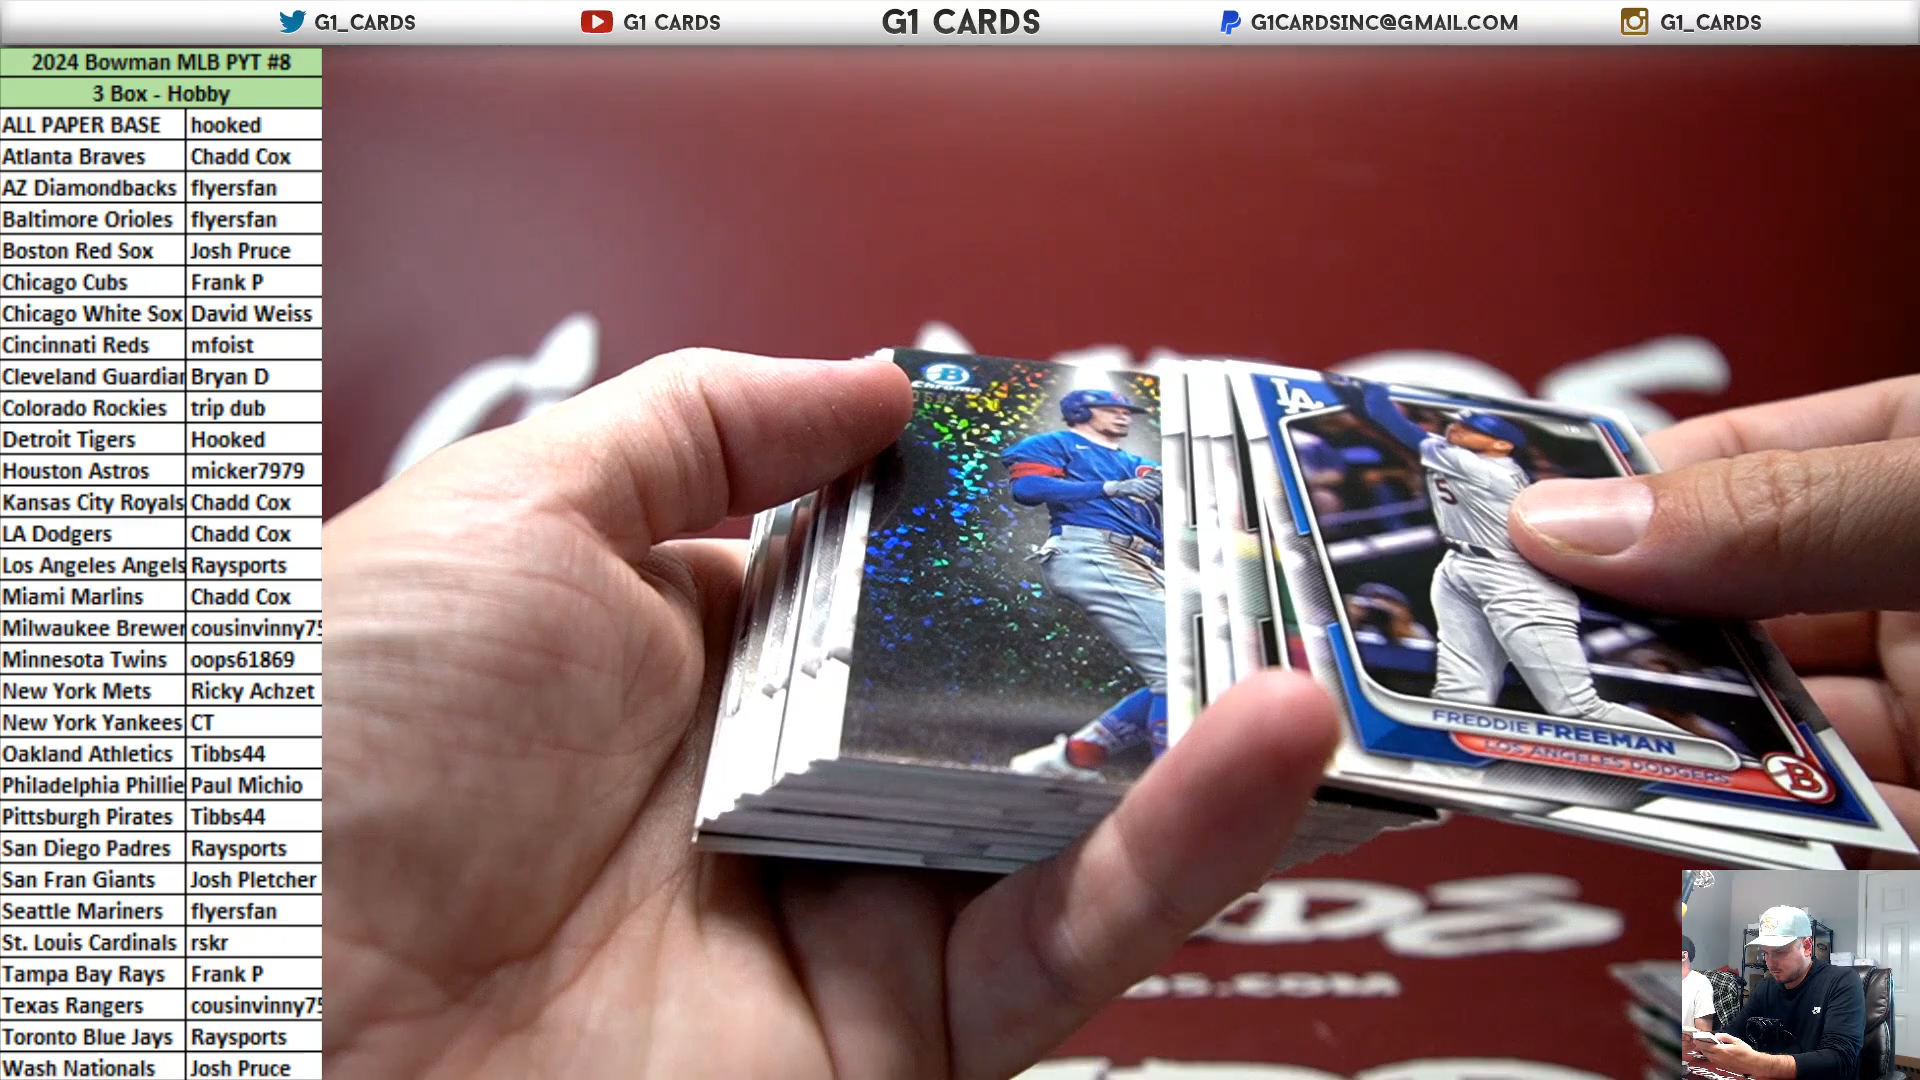 G1_CARDS
G1 CARDS
G1 CARDS
G1CARDSINC@GMAIL.COM
G1_CARDS
2024 Bowman MLB PYT #8
3 Box - Hobby
ALL PAPER BASE hooked
Atlanta Braves Chadd Cox
AZ Diamondbacks flyersfan
Baltimore Orioles flyersfan
Boston Red Sox Josh Pruce
Chicago Cubs Frank P
Chicago White Sox David Weiss
Cincinnati Reds mfoist
Cleveland Guardian Bryan D
Colorado Rockies trip dub
Detroit Tigers Hooked
Houston Astros micker7979
Kansas City Royals Chadd Cox
LA Dodgers Chadd Cox
Los Angeles Angels Raysports
Miami Marlins Chadd Cox
Milwaukee Brewer cousinvinny75
Minnesota Twins oops61869
New York Mets Ricky Achzet
New York Yankees CT
Oakland Athletics Tibbs44
Philadelphia Phillie Paul Michio
Pittsburgh Pirates Tibbs44
San Diego Padres Raysports
San Fran Giants Josh Pletcher
Seattle Mariners flyersfan
St. Louis Cardinals rskr
Tampa Bay Rays Frank P
Texas Rangers cousinvinny75
Toronto Blue Jays Raysports
Wash Nationals Josh Pruce
B
Chrome
LA
5
FREDDIE FREEMAN
LOS ANGELES DODGERS
B